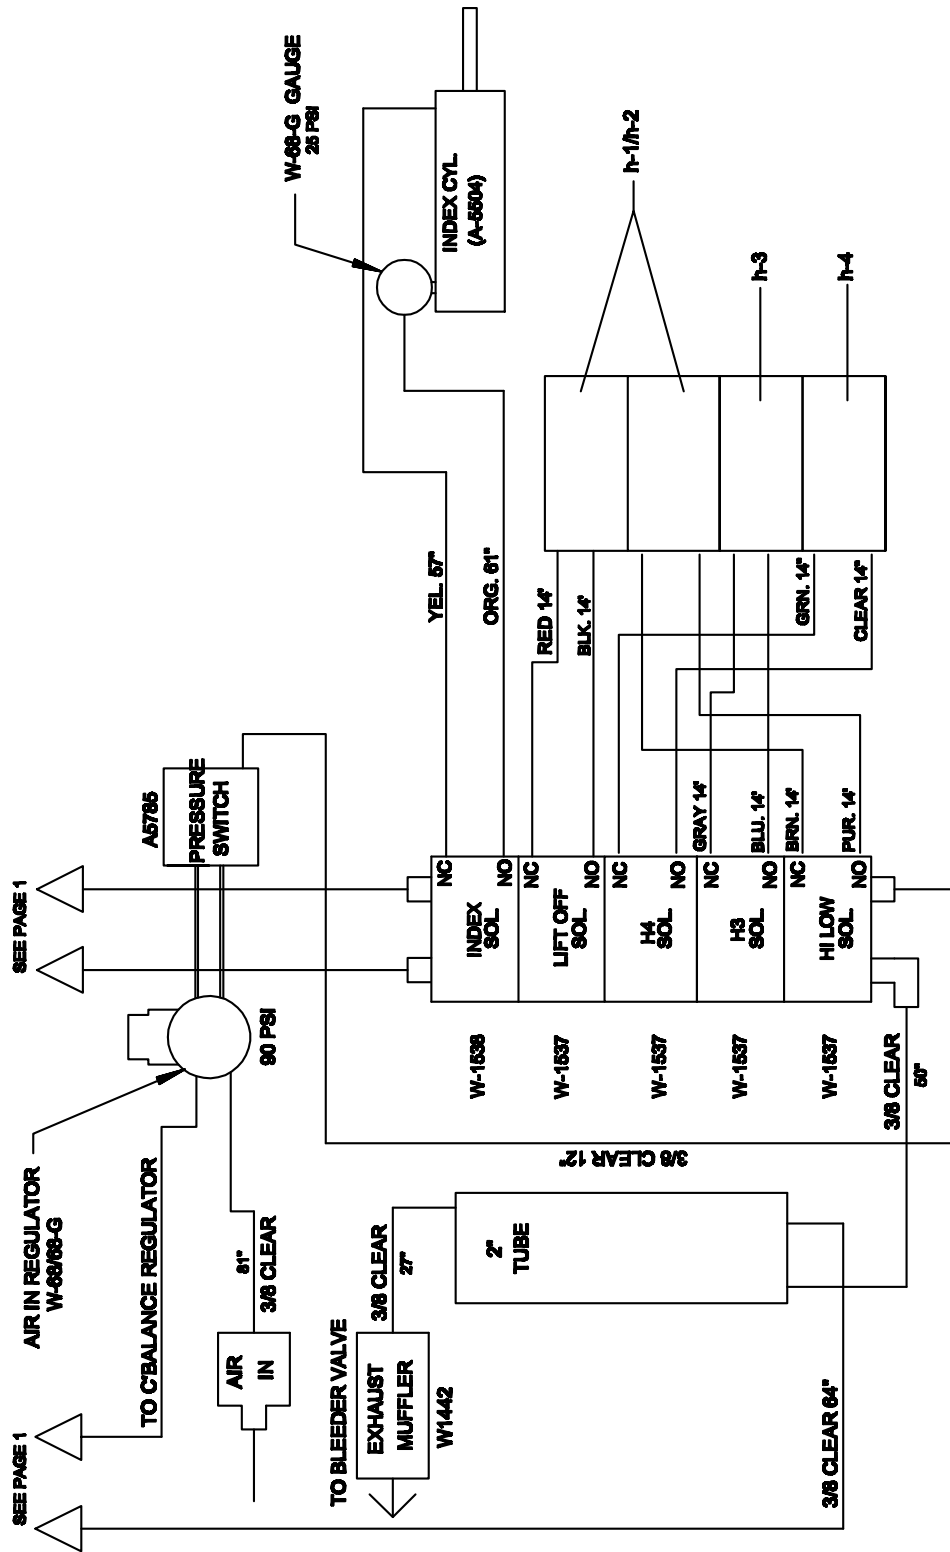 SEE PAGE 1
AIR IN REGULATOR
W-68/68-G
TO C'BALANCE REGULATOR
AIR
IN
81"
3/8 CLEAR
90 PSI
SEE PAGE 1
A5785
PRESSURE
SWITCH
W-68-G GAUGE
25 PSI
INDEX CYL.
(A-5504)
YEL. 57"
ORG. 61"
TO BLEEDER VALVE
EXHAUST
MUFFLER
W1442
3/8 CLEAR
27"
2"
TUBE
3/8 CLEAR 64"
3/8 CLEAR 12"
3/8 CLEAR
50"
W-1538
W-1537
W-1537
W-1537
W-1537
INDEX
SOL.
NC
NO
LIFT OFF
SOL.
NC
NO
H4
SOL.
NC
NO
H3
SOL.
NC
NO
HI LOW
SOL.
NC
NO
RED 14"
BLK. 14"
GRAY 14"
BLU. 14"
BRN. 14"
PUR. 14"
GRN. 14"
CLEAR 14"
h-1/h-2
h-3
h-4